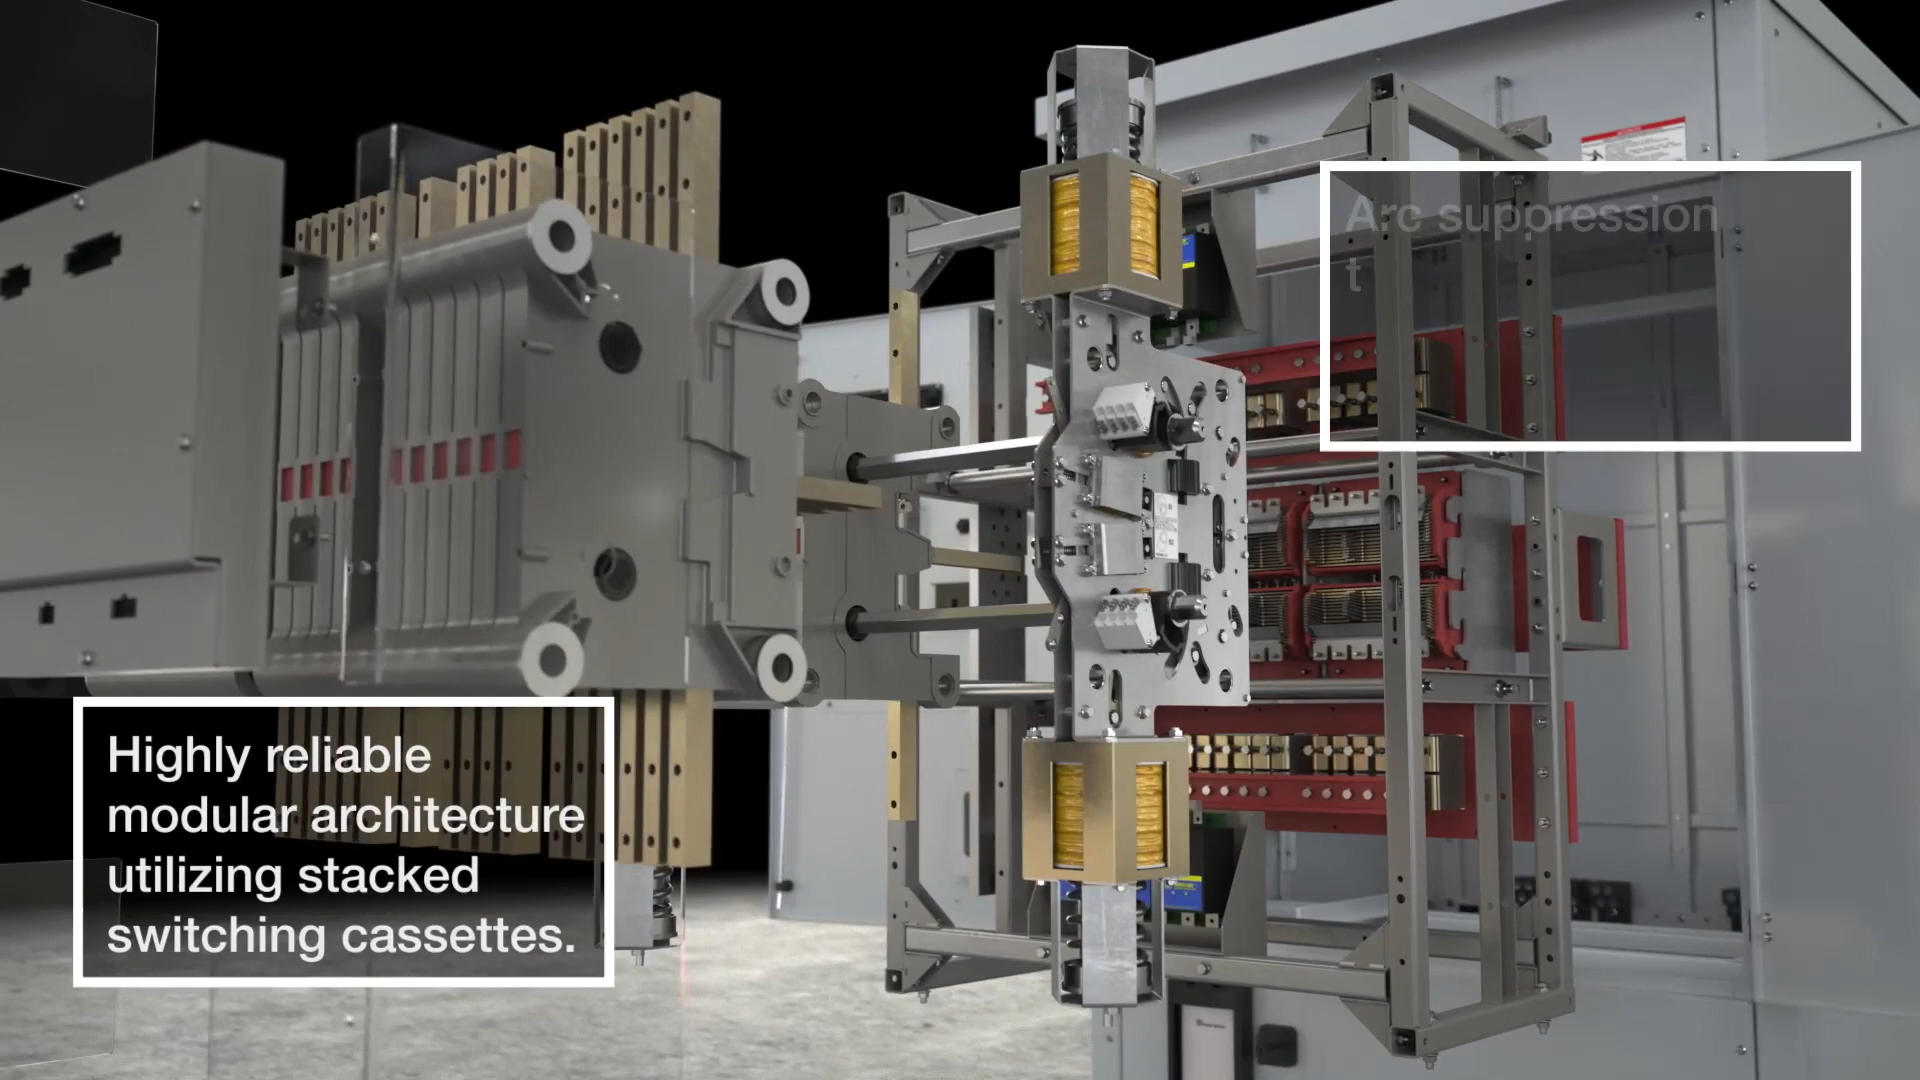 Arc suppression
t
Highly reliable
modular architecture
utilizing stacked
switching cassettes.